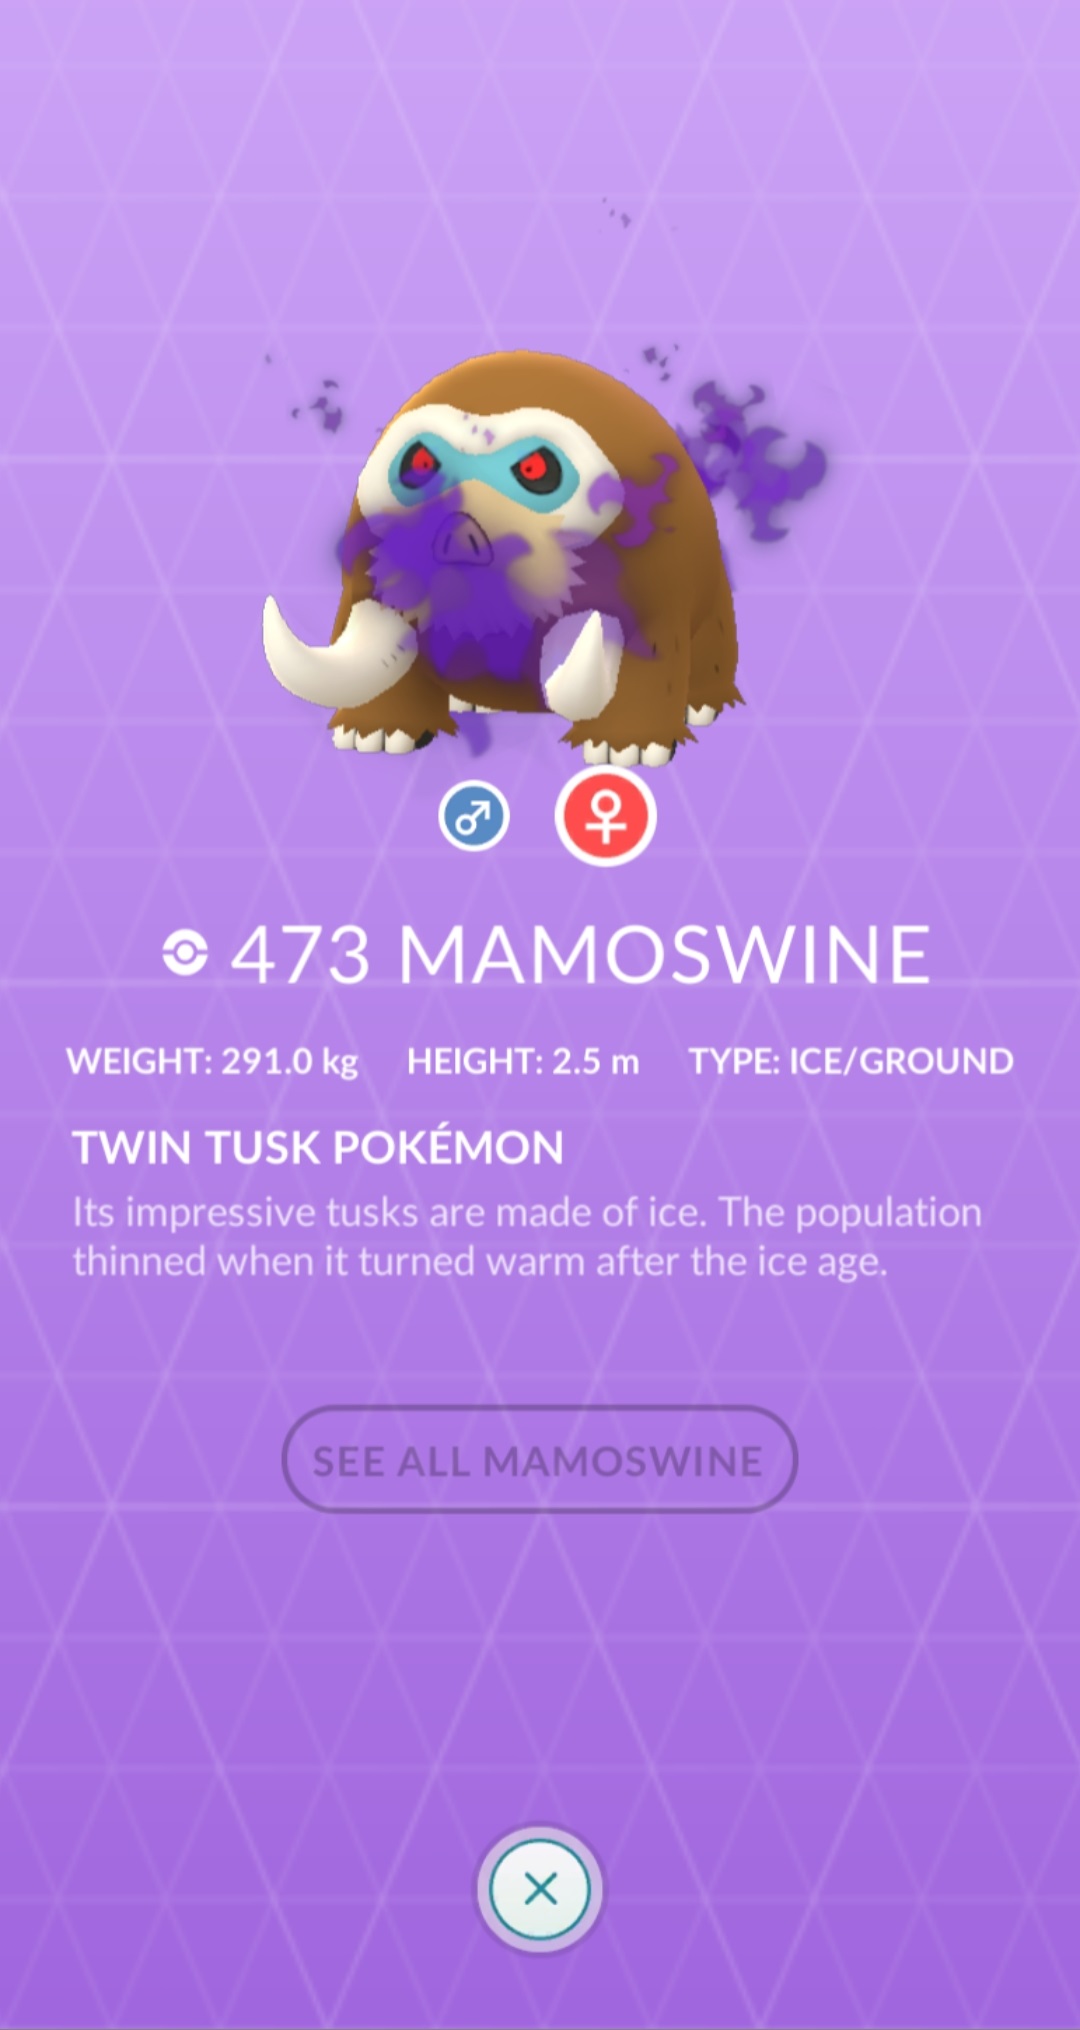 473 MAMOSWINE
WEIGHT: 291.0 kg HEIGHT: 2.5 m TYPE: ICE/GROUND
TWIN TUSK POKÉMON
Its impressive tusks are made of ice. The population
thinned when it turned warm after the ice age.
SEE ALL MAMOSWINE